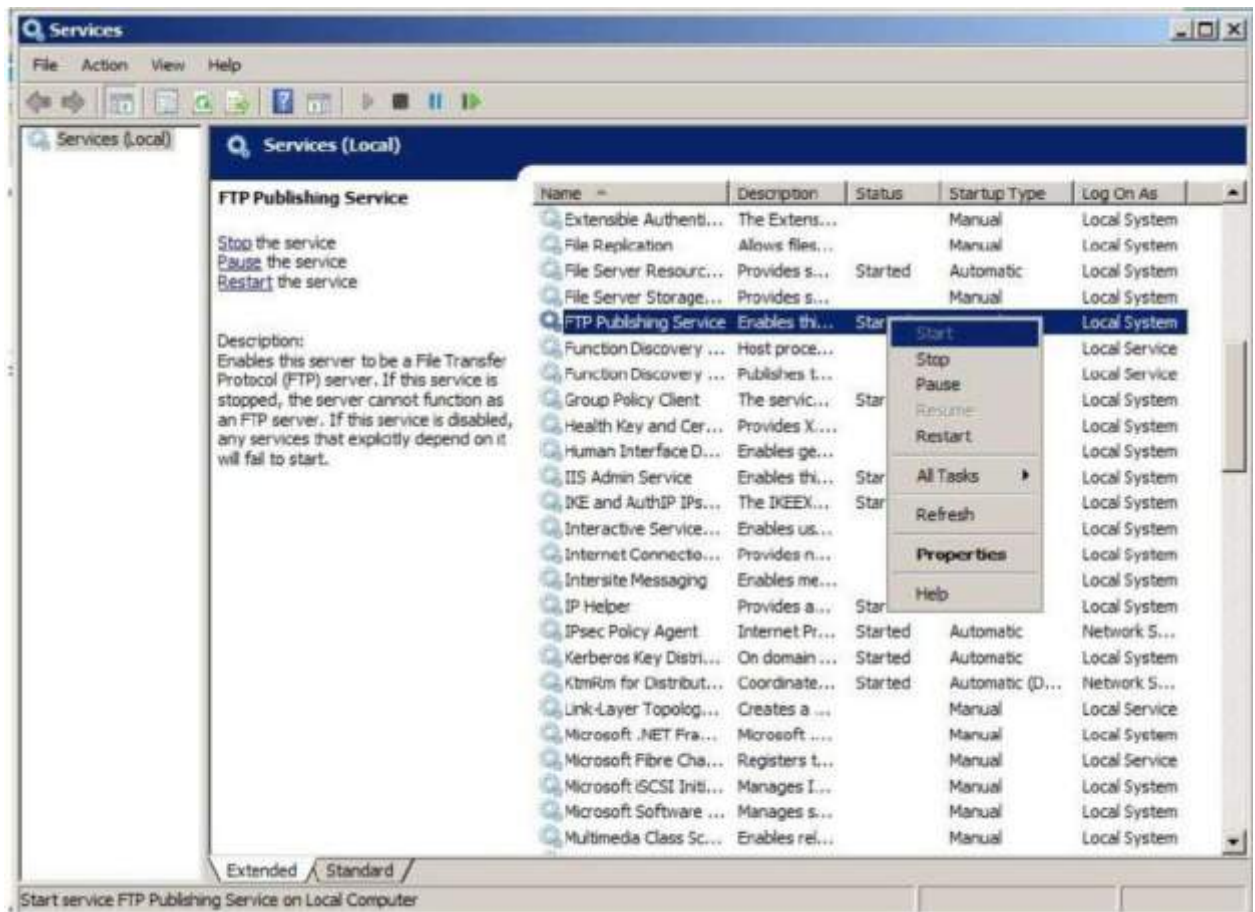 Services
File Action View Help
Services (Local)
Services (Local)
FTP Publishing Service
Stop the service
Pause the service
Restart the service
Description:
Enables this server to be a File Transfer
Protocol (FTP) server. If this service is
stopped, the server cannot function as
an FTP server. If this service is disabled,
any services that explicitly depend on it
will fail to start.
Name Description Status Startup Type Log On As
Extensible Authenti... The Extens... Manual Local System
File Replication Allows files... Manual Local System
File Server Resourc... Provides s... Started Automatic Local System
File Server Storage... Provides s... Manual Local System
FTP Publishing Service Enables thi... Star Local System
Function Discovery ... Host proce... Local Service
Function Discovery ... Publishes t... Local Service
Group Policy Client The servic... Star Local System
Health Key and Cer... Provides X.... Local System
Human Interface D... Enables ge... Local System
IIS Admin Service Enables thi... Star Local System
IKE and AuthIP IPs... The IKEEX... Star Local System
Interactive Service... Enables us... Local System
Internet Connectio... Provides n... Local System
Intersite Messaging Enables me... Local System
IP Helper Provides a... Star Local System
IPsec Policy Agent Internet Pr... Started Automatic Network S...
Kerberos Key Distri... On domain ... Started Automatic Local System
KtmRm for Distribut... Coordinate... Started Automatic (D... Network S...
Link-Layer Topolog... Creates a ... Manual Local Service
Microsoft .NET Fra... Microsoft .... Manual Local System
Microsoft Fibre Cha... Registers t... Manual Local Service
Microsoft iSCSI Initi... Manages I... Manual Local System
Microsoft Software ... Manages s... Manual Local System
Multimedia Class Sc... Enables rel... Manual Local System
Start
Stop
Pause
Resume
Restart
All Tasks
Refresh
Properties
Help
Extended Standard
Start service FTP Publishing Service on Local Computer